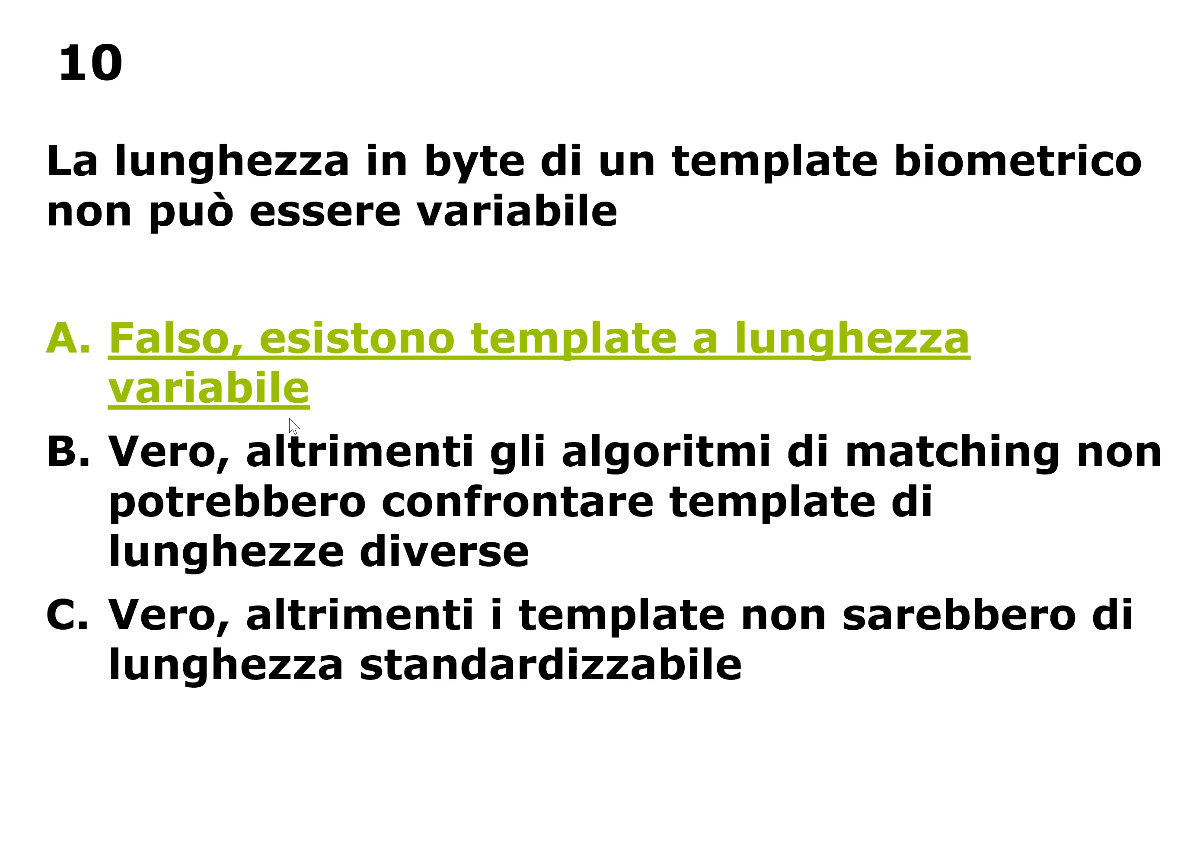 10
La lunghezza in byte di un template biometrico
non può essere variabile
A. Falso, esistono template a lunghezza
variabile
B. Vero, altrimenti gli algoritmi di matching non
potrebbero confrontare template di
lunghezze diverse
C. Vero, altrimenti i template non sarebbero di
lunghezza standardizzabile